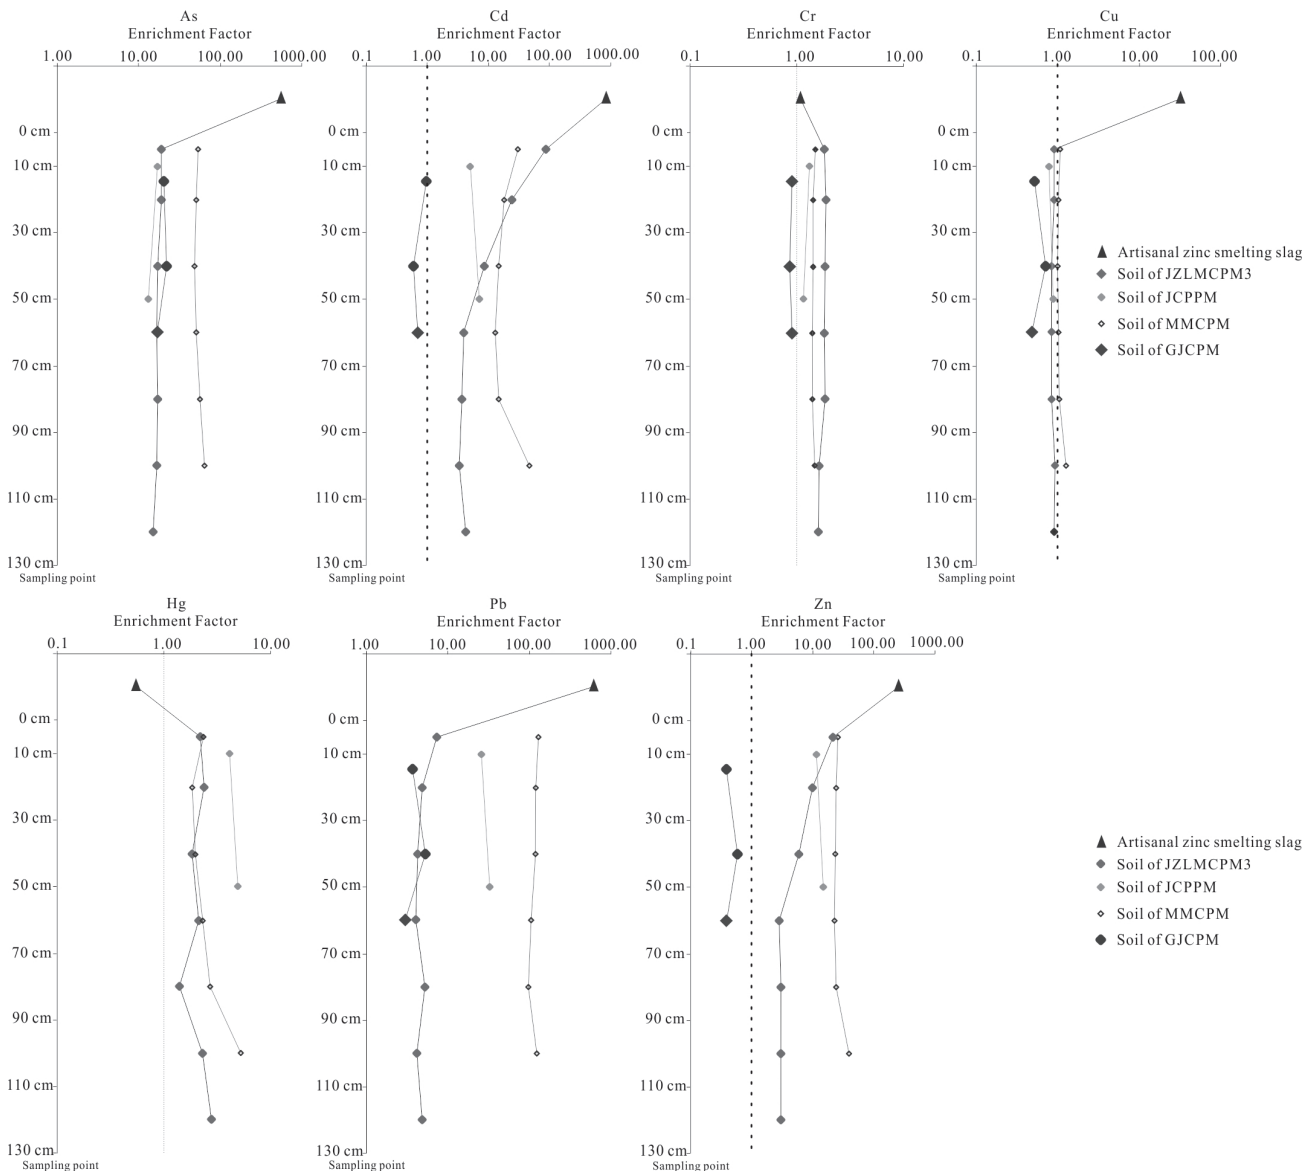 As
Enrichment Factor
1.00 10.00 100.00 1000.00
0 cm
10 cm
30 cm
50 cm
70 cm
90 cm
110 cm
130 cm
Sampling point
Cd
Enrichment Factor
0.1 1.00 10.00 100.00 1000.00
Cr
Enrichment Factor
0.1 1.00 10.00
0 cm
10 cm
30 cm
50 cm
70 cm
90 cm
110 cm
130 cm
Sampling point
Cu
Enrichment Factor
0.1 1.00 10.00 100.00
0 cm
10 cm
30 cm
50 cm
70 cm
90 cm
110 cm
130 cm
Sampling point
0 cm
10 cm
30 cm
50 cm
70 cm
90 cm
110 cm
130 cm
Sampling point
Artisanal zinc smelting slag
Soil of JZLMCPM3
Soil of JCPPM
Soil of MMCPM
Soil of GJCPM
Hg
Enrichment Factor
0.1 1.00 10.00
0 cm
10 cm
30 cm
50 cm
70 cm
90 cm
110 cm
130 cm
Sampling point
Pb
Enrichment Factor
1.00 10.00 100.00 1000.00
0 cm
10 cm
30 cm
50 cm
70 cm
90 cm
110 cm
130 cm
Sampling point
Zn
Enrichment Factor
0.1 1.00 10.00 100.00 1000.00
0 cm
10 cm
30 cm
50 cm
70 cm
90 cm
110 cm
130 cm
Sampling point
Artisanal zinc smelting slag
Soil of JZLMCPM3
Soil of JCPPM
Soil of MMCPM
Soil of GJCPM